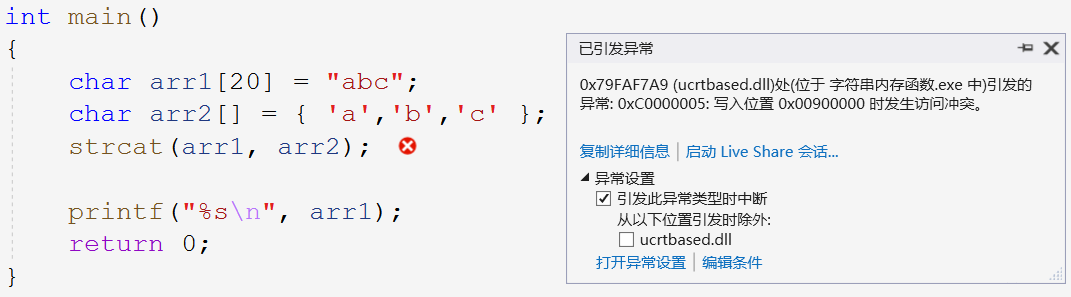 int main()
{
    char arr1[20] = "abc";
    char arr2[] = { 'a','b','c' };
    strcat(arr1, arr2);
    printf("%s\n", arr1);
    return 0;
}
已引发异常
0x79FAF7A9 (ucrtbased.dll)处(位于 字符串内存函数.exe 中)引发的
异常: 0xC0000005: 写入位置 0x00900000 时发生访问冲突。
复制详细信息 | 启动 Live Share 会话...
异常设置
引发此异常类型时中断
从以下位置引发时除外:
ucrtbased.dll
打开异常设置 | 编辑条件